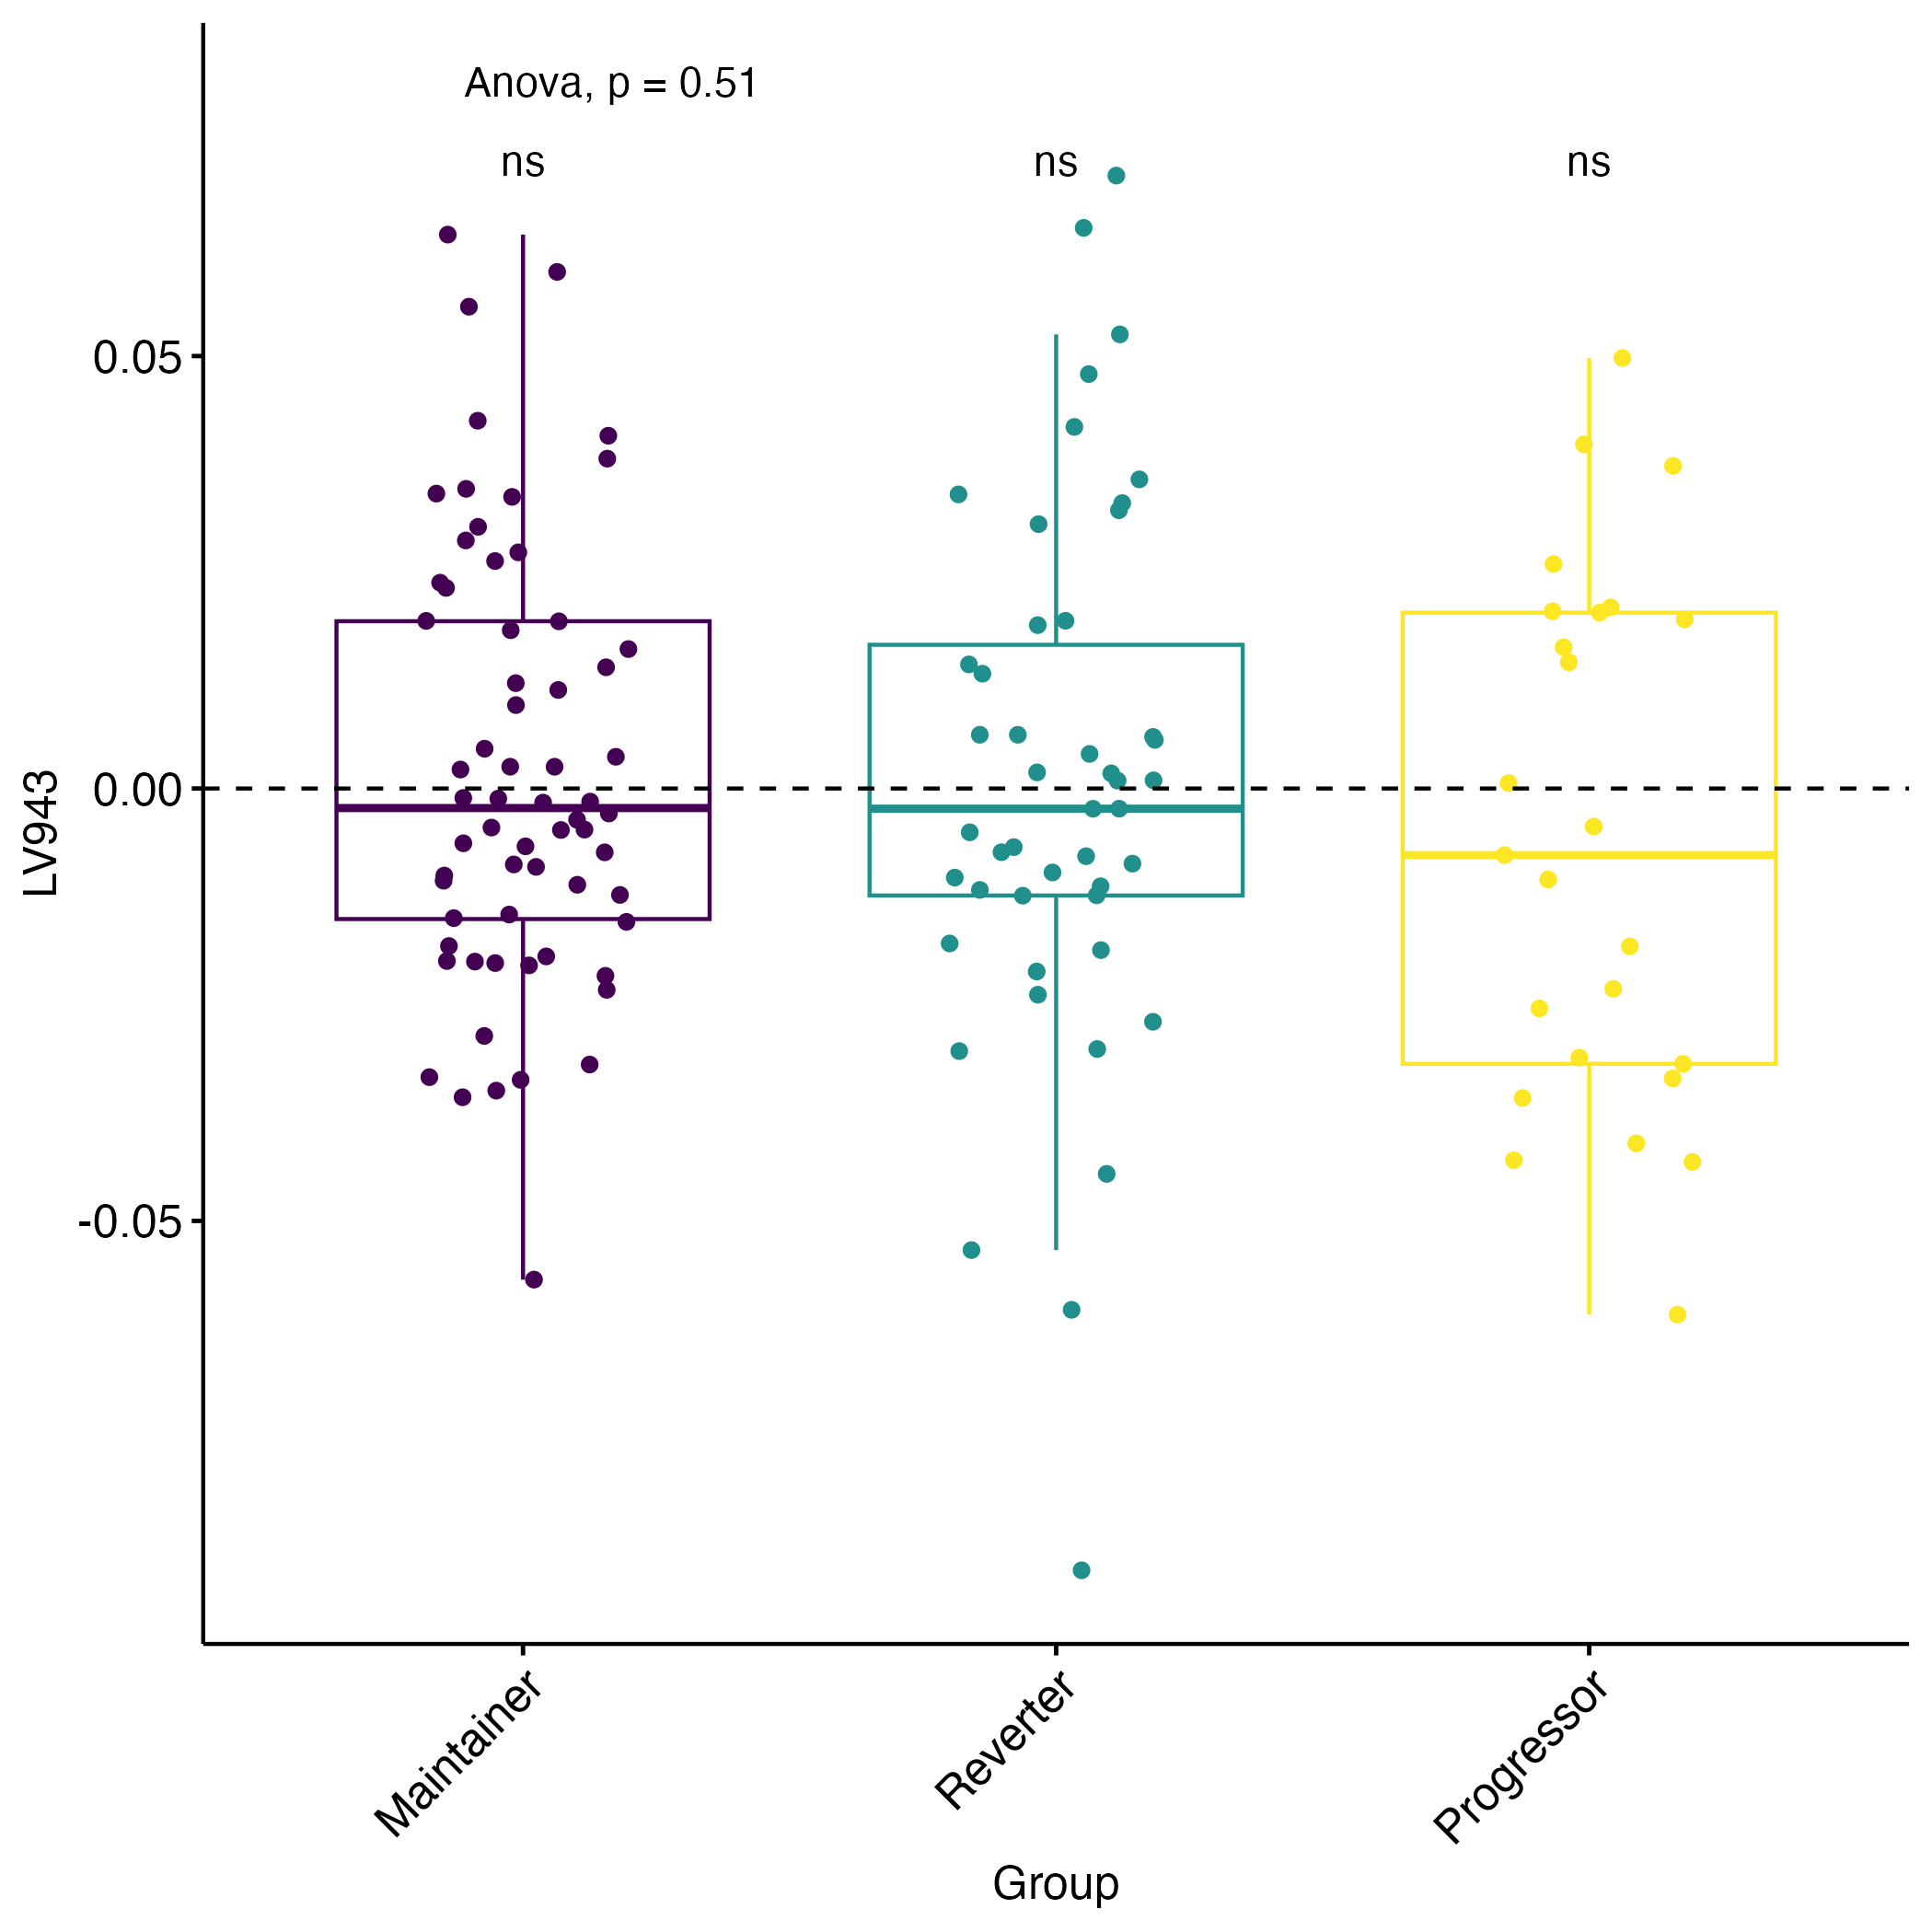 Anova, p = 0.51
ns ns ns
0.05
0.00
-0.05
LV943
Maintainer
Reverter
Progressor
Group